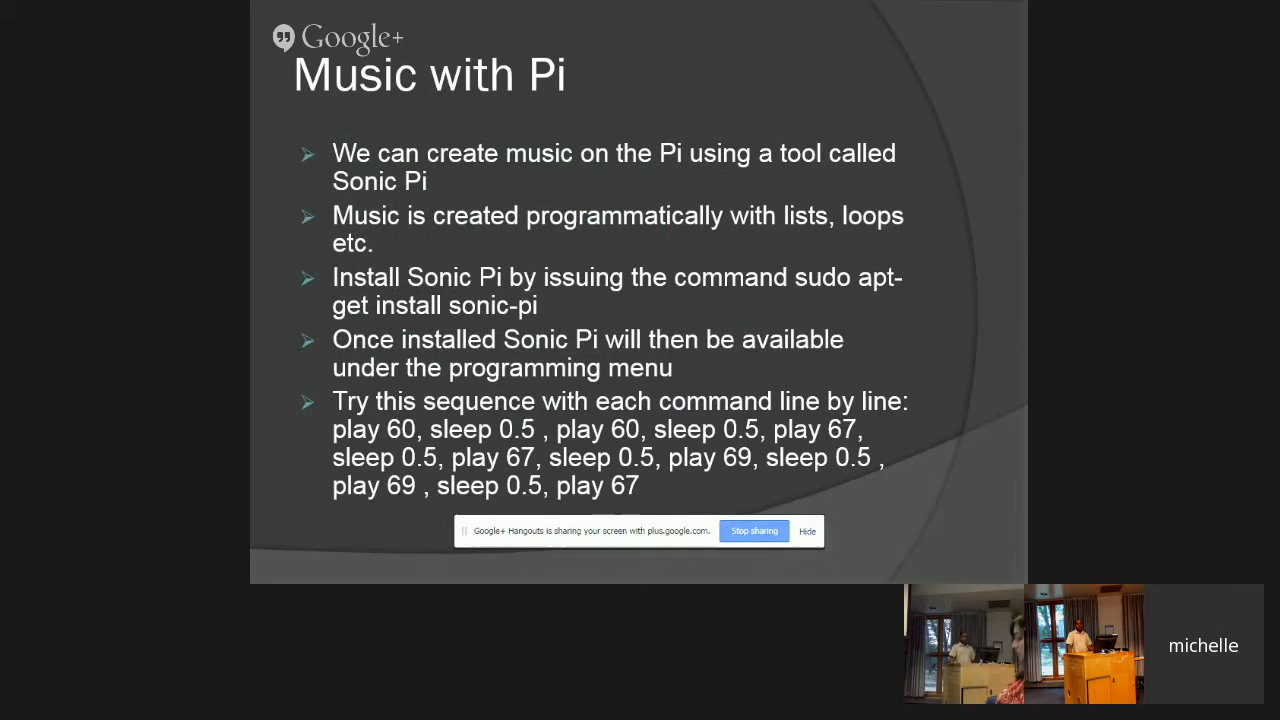 Google+
Music with Pi
We can create music on the Pi using a tool called
Sonic Pi
Music is created programmatically with lists, loops
etc.
Install Sonic Pi by issuing the command sudo apt-
get install sonic-pi
Once installed Sonic Pi will then be available
under the programming menu
Try this sequence with each command line by line:
play 60, sleep 0.5 , play 60, sleep 0.5, play 67,
sleep 0.5, play 67, sleep 0.5, play 69, sleep 0.5 ,
play 69 , sleep 0.5, play 67
Google+ Hangouts is sharing your screen with plus.google.com. Stop sharing Hide
michelle